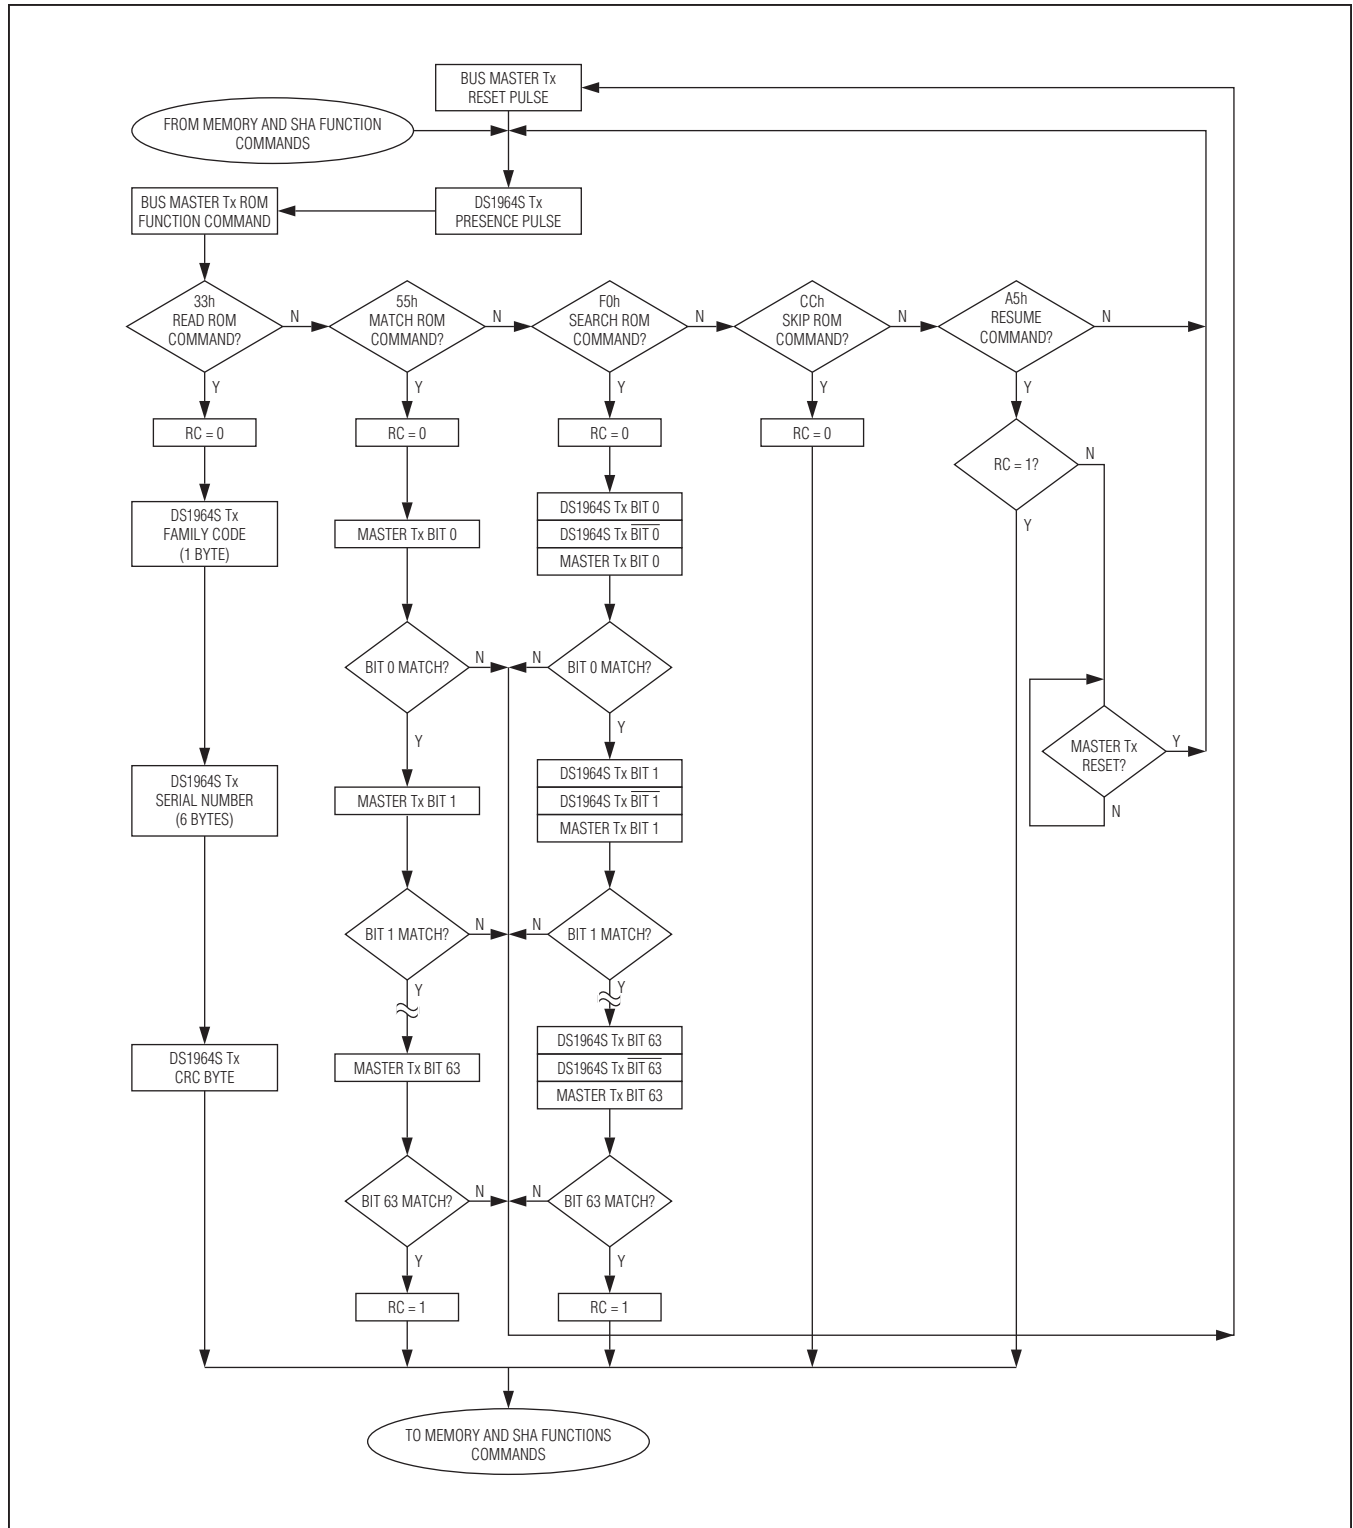 BUS MASTER Tx
RESET PULSE
FROM MEMORY AND SHA FUNCTION
COMMANDS
BUS MASTER Tx ROM
FUNCTION COMMAND
DS1964S Tx
PRESENCE PULSE
33h
READ ROM
COMMAND?
N
55h
MATCH ROM
COMMAND?
N
F0h
SEARCH ROM
COMMAND?
N
CCh
SKIP ROM
COMMAND?
N
A5h
RESUME
COMMAND?
N
Y
Y
Y
Y
Y
RC = 0
RC = 0
RC = 0
RC = 0
RC = 1?
N
Y
DS1964S Tx
FAMILY CODE
(1 BYTE)
MASTER Tx BIT 0
DS1964S Tx BIT 0
DS1964S Tx B̅I̅T̅ ̅0̅
MASTER Tx BIT 0
BIT 0 MATCH?
N
N
BIT 0 MATCH?
Y
Y
MASTER Tx
RESET?
Y
N
DS1964S Tx
SERIAL NUMBER
(6 BYTES)
MASTER Tx BIT 1
DS1964S Tx BIT 1
DS1964S Tx B̅I̅T̅ ̅1̅
MASTER Tx BIT 1
BIT 1 MATCH?
N
N
BIT 1 MATCH?
Y
Y
DS1964S Tx
CRC BYTE
MASTER Tx BIT 63
DS1964S Tx BIT 63
DS1964S Tx B̅I̅T̅ ̅6̅3̅
MASTER Tx BIT 63
BIT 63 MATCH?
N
N
BIT 63 MATCH?
Y
Y
RC = 1
RC = 1
TO MEMORY AND SHA FUNCTIONS
COMMANDS